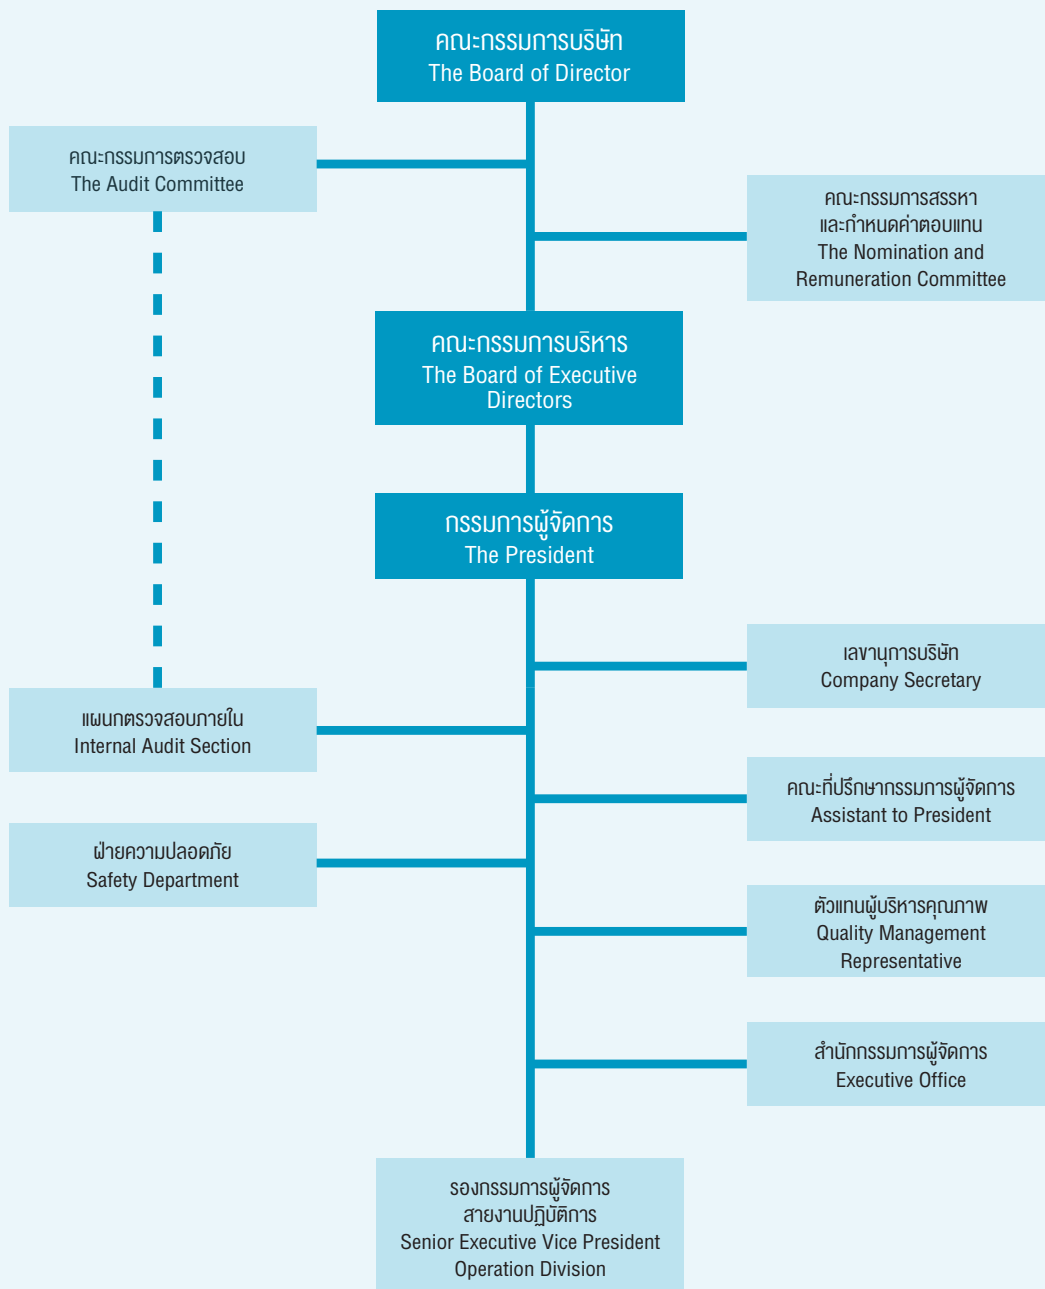 คณะกรรมการบริษัท
The Board of Director
คณะกรรมการตรวจสอบ
The Audit Committee
คณะกรรมการสรรหา
และกำหนดค่าตอบแทน
The Nomination and
Remuneration Committee
คณะกรรมการบริหาร
The Board of Executive
Directors
กรรมการผู้จัดการ
The President
เลขานุการบริษัท
Company Secretary
แผนกตรวจสอบภายใน
Internal Audit Section
คณะที่ปรึกษากรรมการผู้จัดการ
Assistant to President
ฝ่ายความปลอดภัย
Safety Department
ตัวแทนผู้บริหารคุณภาพ
Quality Management
Representative
สำนักกรรมการผู้จัดการ
Executive Office
รองกรรมการผู้จัดการ
สายงานปฏิบัติการ
Senior Executive Vice President
Operation Division